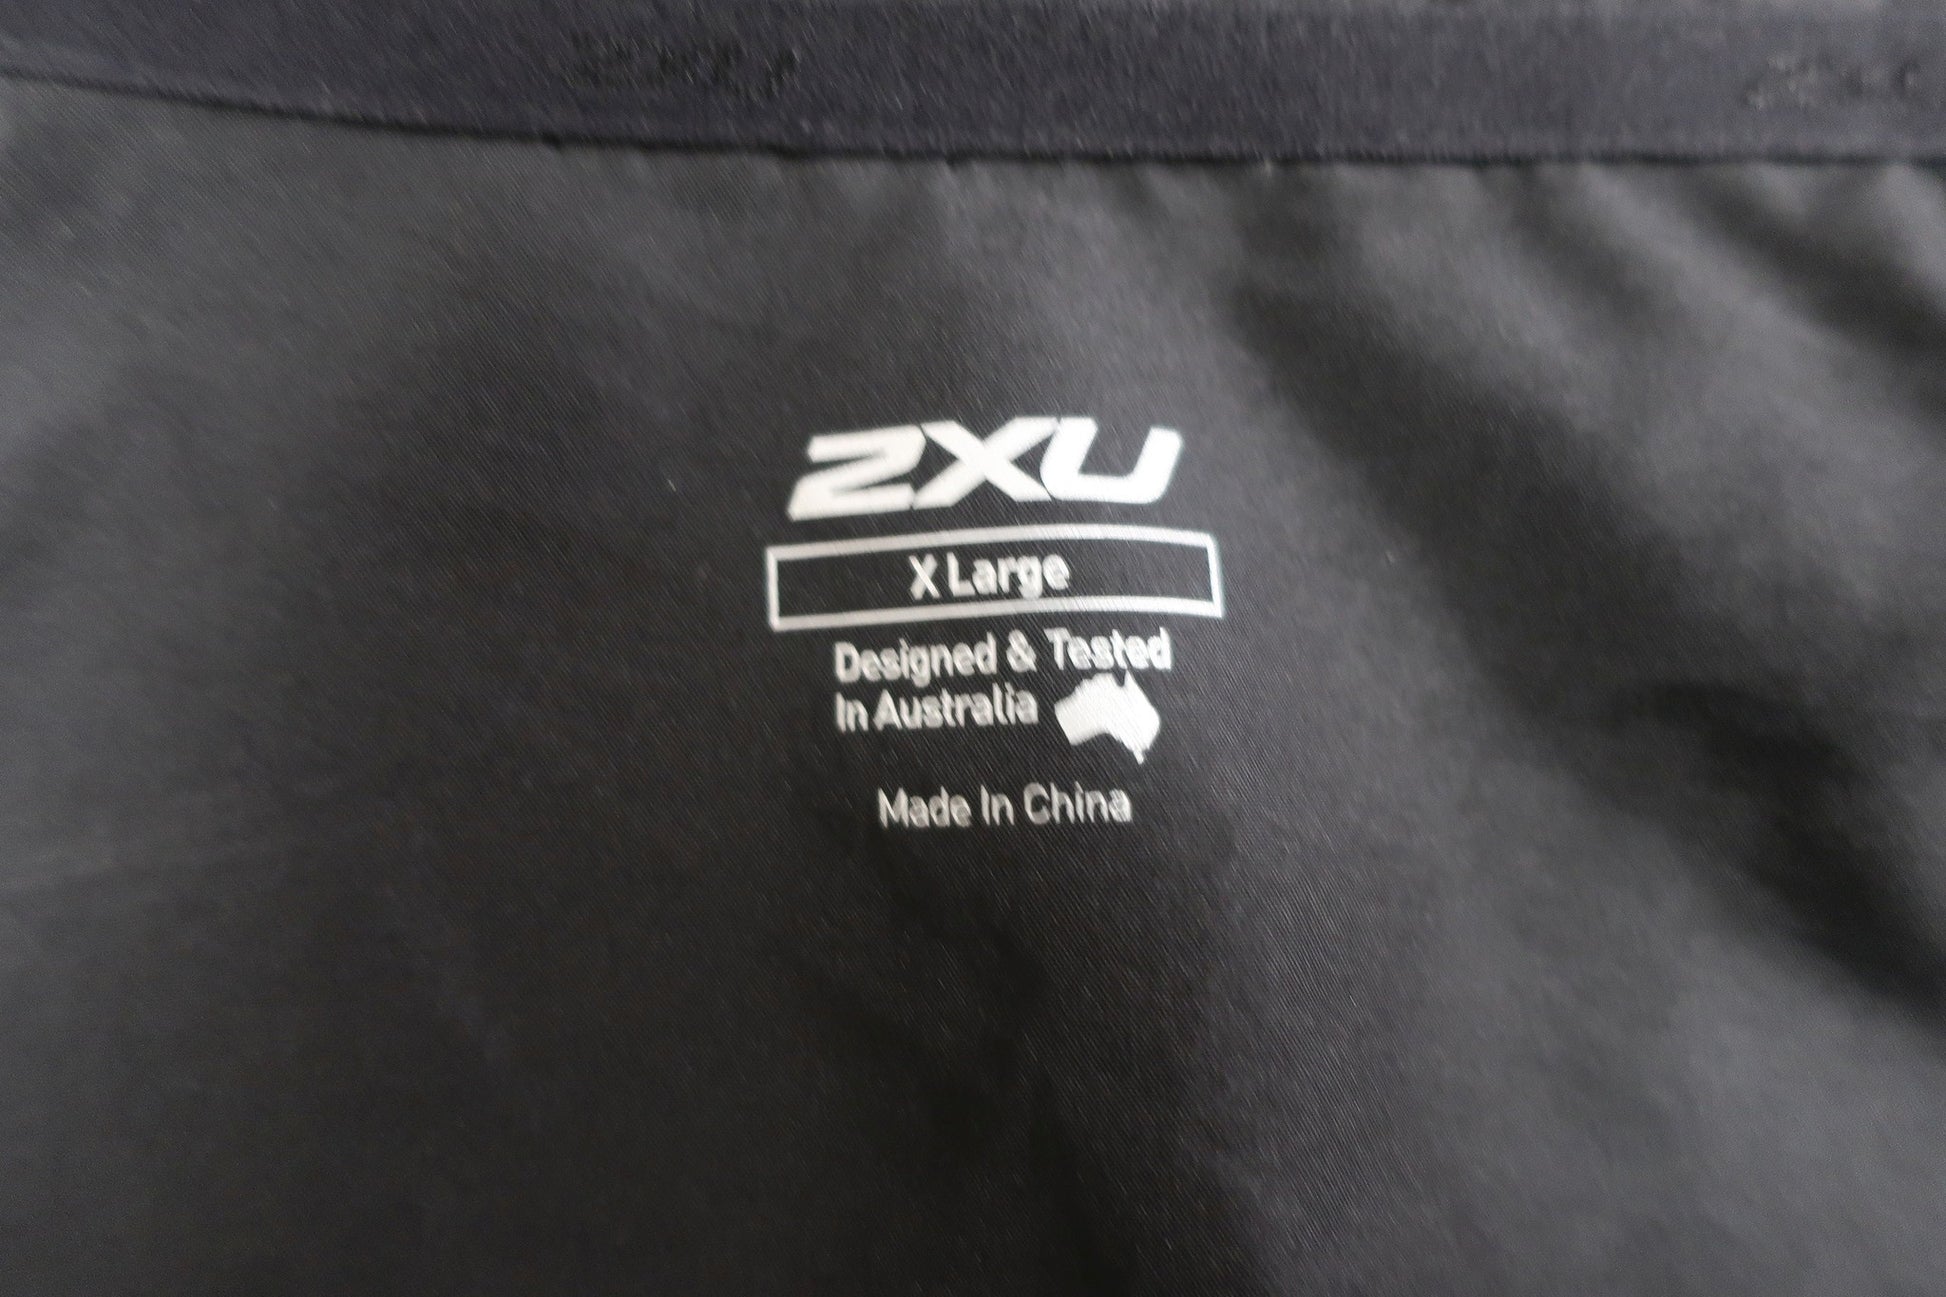 2XU
X Large
Designed & Tested
In Australia
Made In China